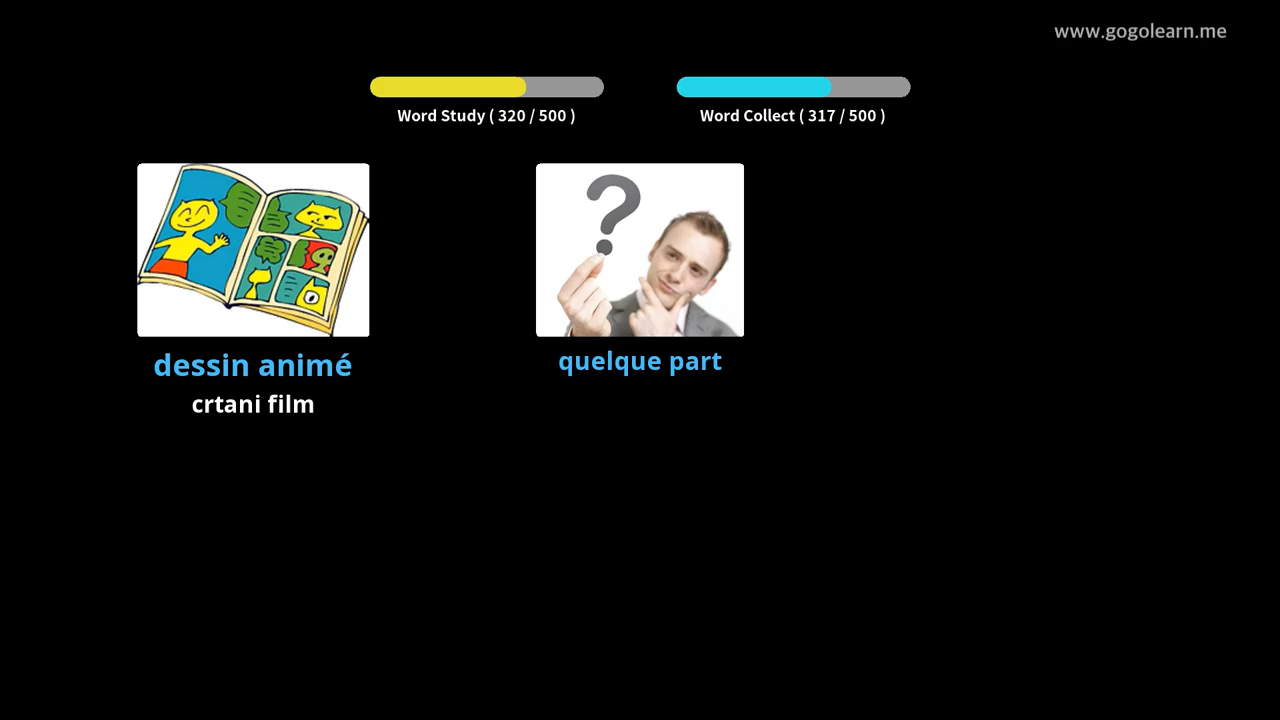 www.gogolearn.me
Word Study ( 320 / 500 )
Word Collect ( 317 / 500 )
dessin animé
crtani film
quelque part